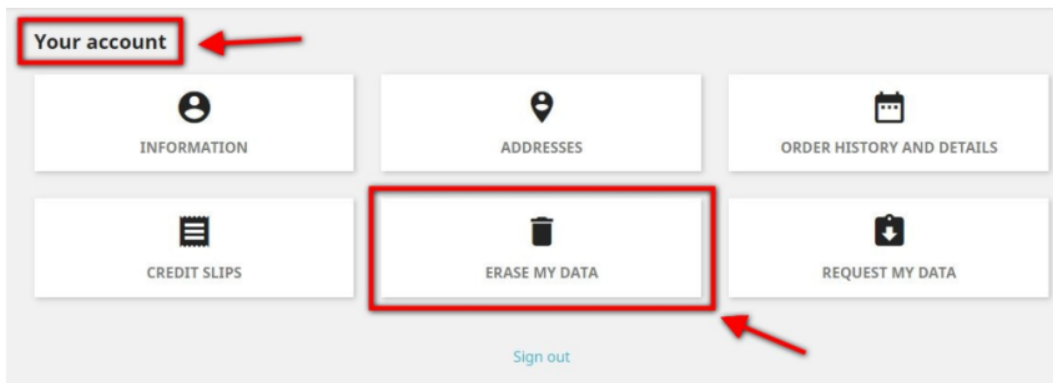 Your account
INFORMATION
ADDRESSES
ORDER HISTORY AND DETAILS
CREDIT SLIPS
ERASE MY DATA
REQUEST MY DATA
Sign out